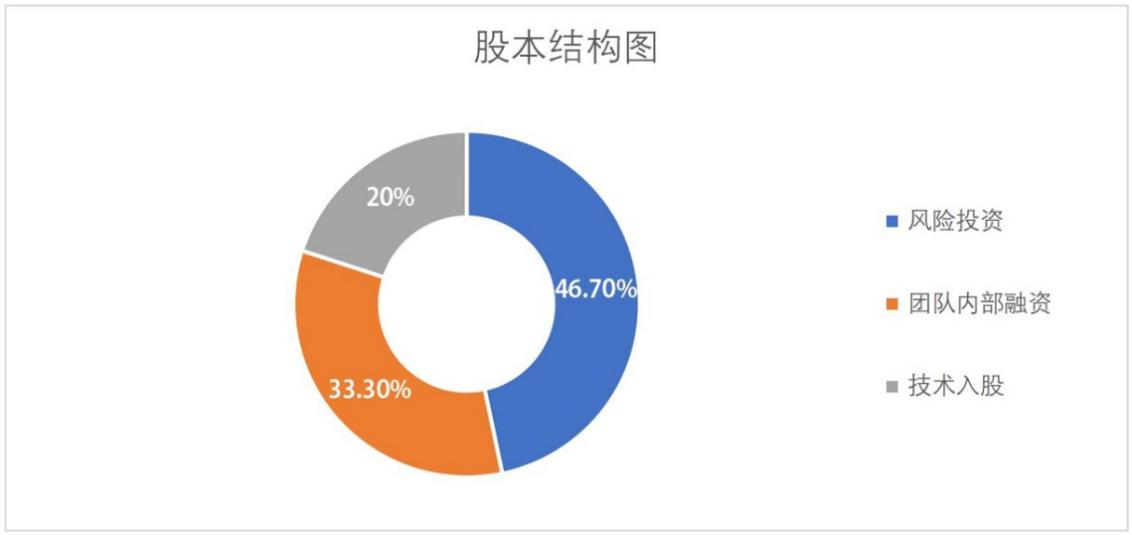 股本结构图
20%
46.70%
33.30%
风险投资
团队内部融资
技术入股